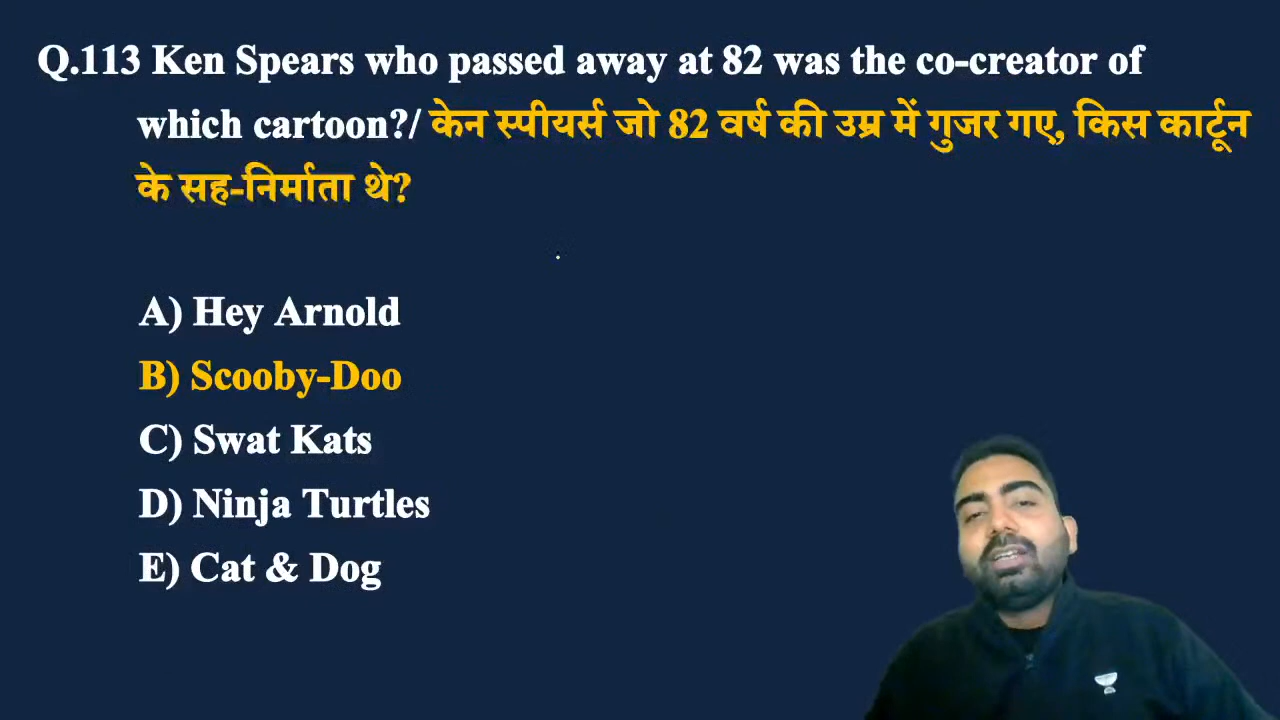 Q.113 Ken Spears who passed away at 82 was the co-creator of
which cartoon?/ केन स्पीयर्स जो 82 वर्ष की उम्र में गुजर गए, किस कार्टून
के सह-निर्माता थे?
A) Hey Arnold
B) Scooby-Doo
C) Swat Kats
D) Ninja Turtles
E) Cat & Dog